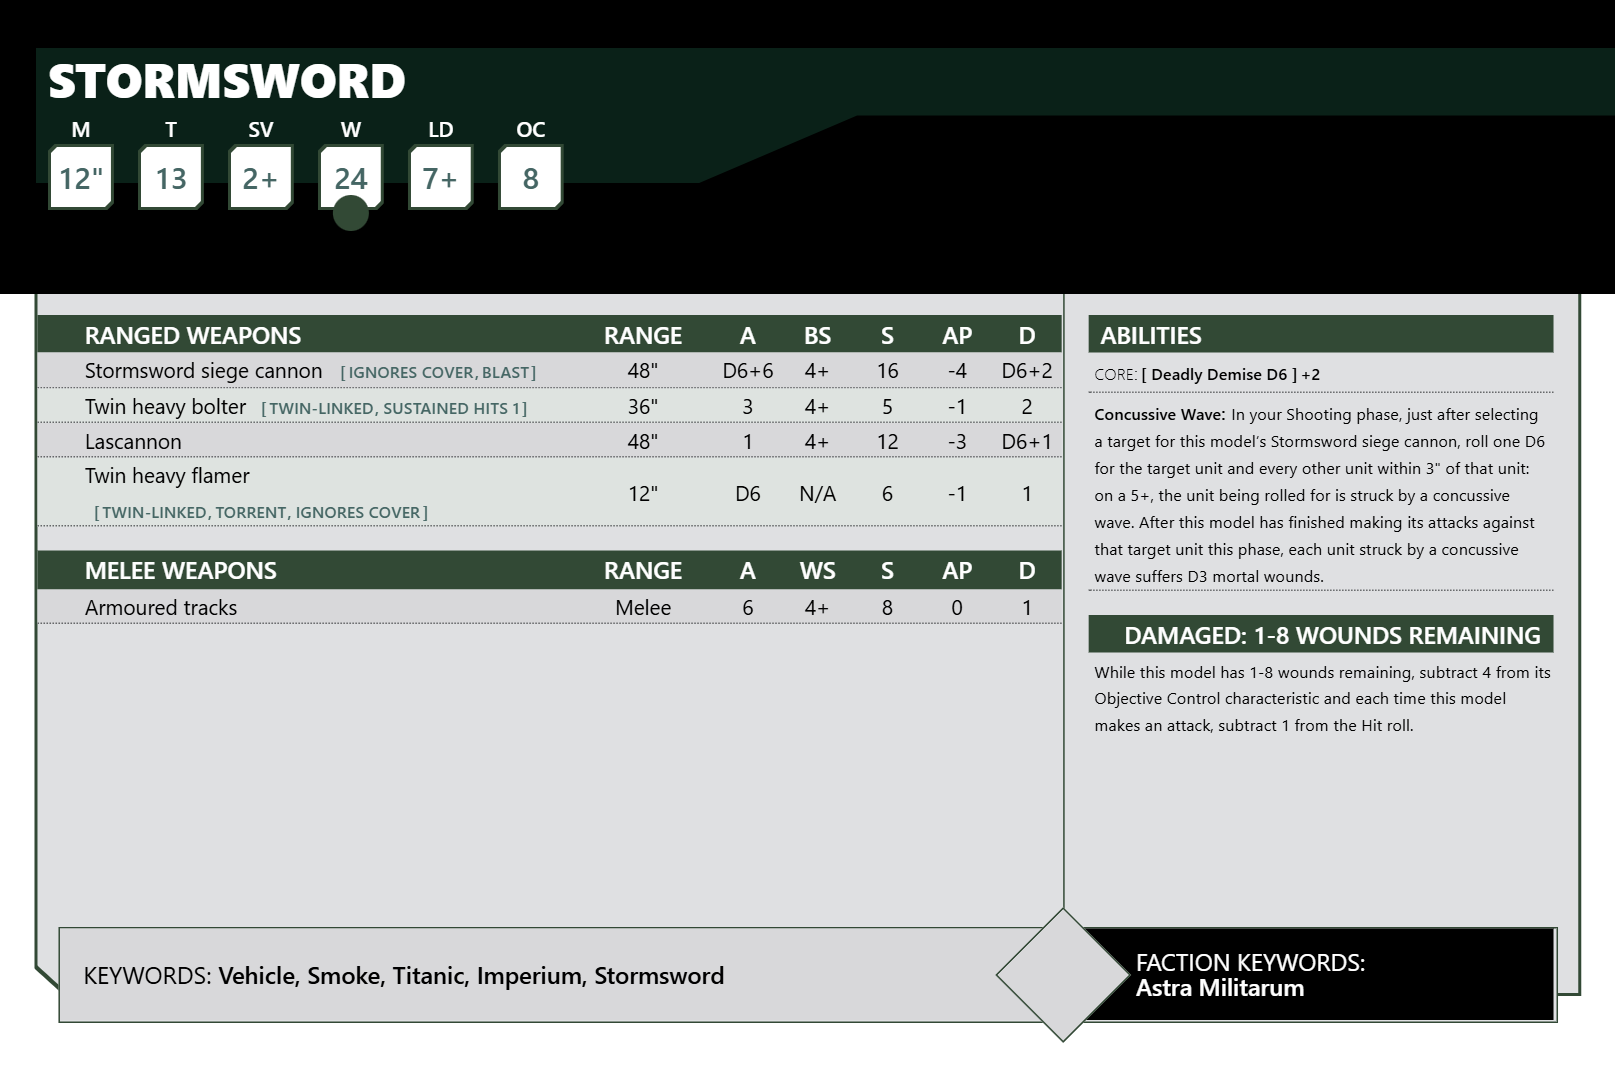 STORMSWORD
M T SV W LD OC
12" 13 2+ 24 7+ 8
RANGED WEAPONS RANGE A BS S AP D
Stormsword siege cannon [ IGNORES COVER, BLAST ] 48" D6+6 4+ 16 -4 D6+2
Twin heavy bolter [ TWIN-LINKED, SUSTAINED HITS 1 ] 36" 3 4+ 5 -1 2
Lascannon 48" 1 4+ 12 -3 D6+1
Twin heavy flamer
12" D6 N/A 6 -1 1
[ TWIN-LINKED, TORRENT, IGNORES COVER ]
MELEE WEAPONS RANGE A WS S AP D
Armoured tracks Melee 6 4+ 8 0 1
ABILITIES
CORE: [ Deadly Demise D6 ] +2
Concussive Wave: In your Shooting phase, just after selecting
a target for this model’s Stormsword siege cannon, roll one D6
for the target unit and every other unit within 3" of that unit:
on a 5+, the unit being rolled for is struck by a concussive
wave. After this model has finished making its attacks against
that target unit this phase, each unit struck by a concussive
wave suffers D3 mortal wounds.
DAMAGED: 1-8 WOUNDS REMAINING
While this model has 1-8 wounds remaining, subtract 4 from its
Objective Control characteristic and each time this model
makes an attack, subtract 1 from the Hit roll.
KEYWORDS: Vehicle, Smoke, Titanic, Imperium, Stormsword
FACTION KEYWORDS:
Astra Militarum